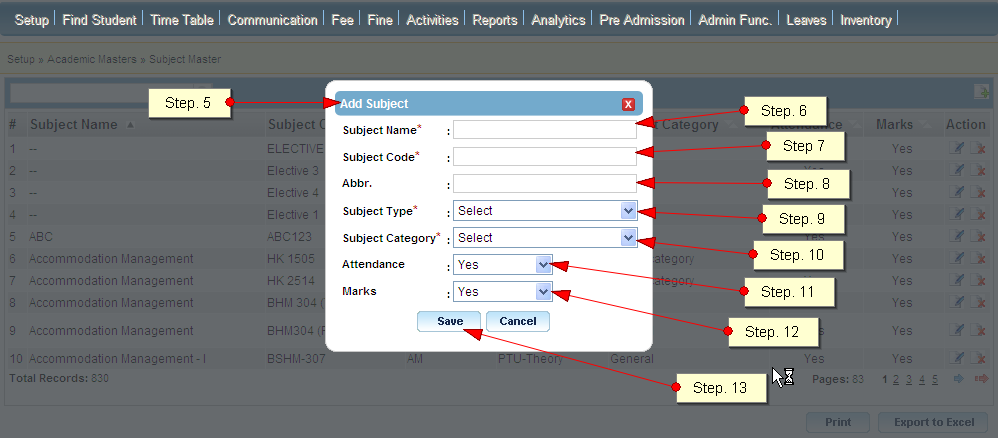 Setup Find Student Time Table Communication Fee Fine Activities Reports Analytics Pre Admission Admin Func. Leaves Inventory
Setup » Academic Masters » Subject Master
Step. 5
Add Subject
Step. 6
# Subject Name Subject C Category Attendance Marks Action
Subject Name* :
1 -- ELECTIVE Yes
Step 7
Subject Code* :
2 -- Elective 3 Yes
Abbr. :
Step. 8
3 -- Elective Yes
Subject Type* : Select
Step. 9
4 -- Elective 1 Yes Yes
5 ABC ABC123 Yes
Subject Category* : Select
Step. 10
6 Accommodation Management HK 1505 ategory Yes
Attendance : Yes
7 Accommodation Management HK 2514 ategory Yes
Step. 11
Marks : Yes
8 Accommodation Management BHM 304 ( Yes
Save Cancel
Step. 12
9 Accommodation Management BHM304 (F Yes
10 Accommodation Management - I BSHM-307 AM PTU-Theory General Yes Yes
Total Records: 830 Pages: 83 1 2 3 4 5
Step. 13
Print Export to Excel